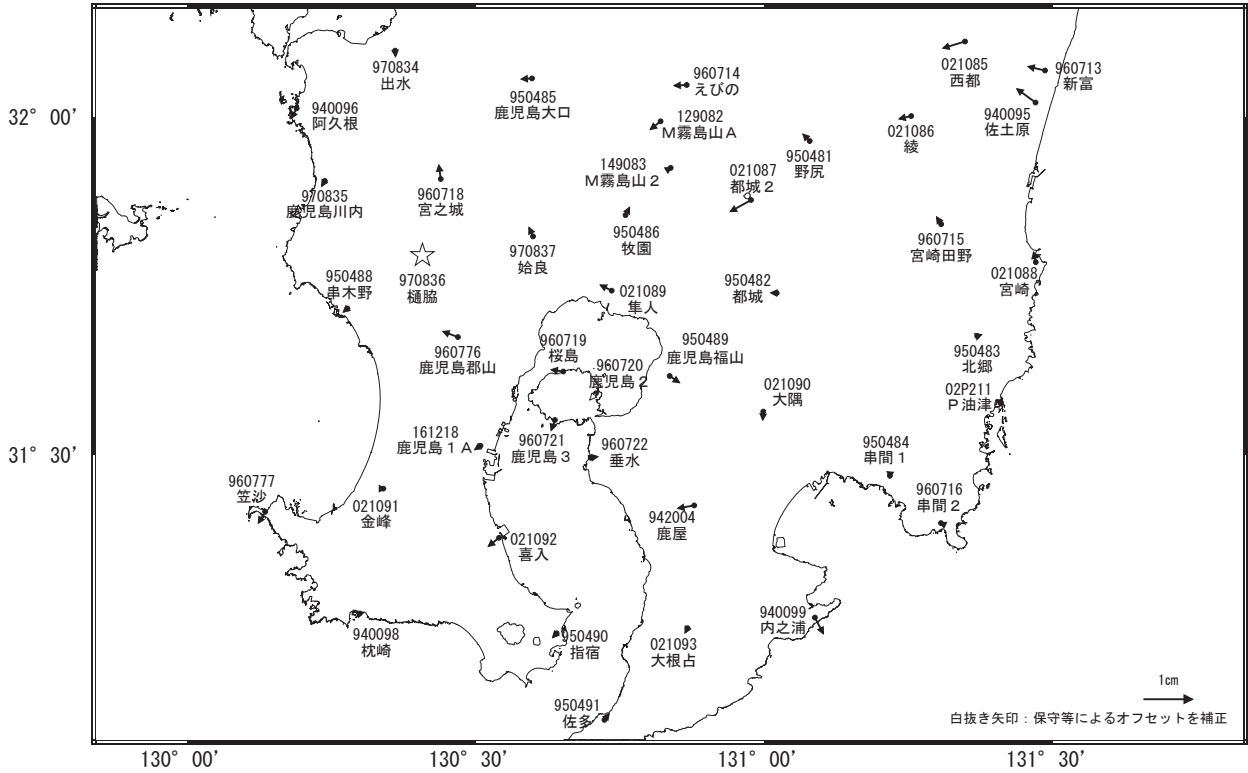 970834
出水
940096
阿久根
950485
鹿児島大口
960714
えびの
129082
M霧島山A
021085
西都
960713
新富
940095
佐土原
021086
綾
950481
野尻
149083
M霧島山2
021087
都城2
970835
鹿児島川内
960718
宮之城
950486
牧園
970837
姶良
960715
宮崎田野
021088
宮崎
970836
樋脇
950488
串木野
021089
隼人
950482
都城
960776
鹿児島郡山
960719
桜島
960720
鹿児島2
950489
鹿児島福山
950483
北郷
021090
大隅
02P211
P油津
161218
鹿児島1A
960721
鹿児島3
960722
垂水
950484
串間1
960716
串間2
960777
笠沙
021091
金峰
942004
鹿屋
021092
喜入
940098
枕崎
950490
指宿
021093
大根占
940099
内之浦
950491
佐多
1cm
白抜き矢印:保守等によるオフセットを補正
32° 00'
31° 30'
130° 00'
130° 30'
131° 00'
131° 30'